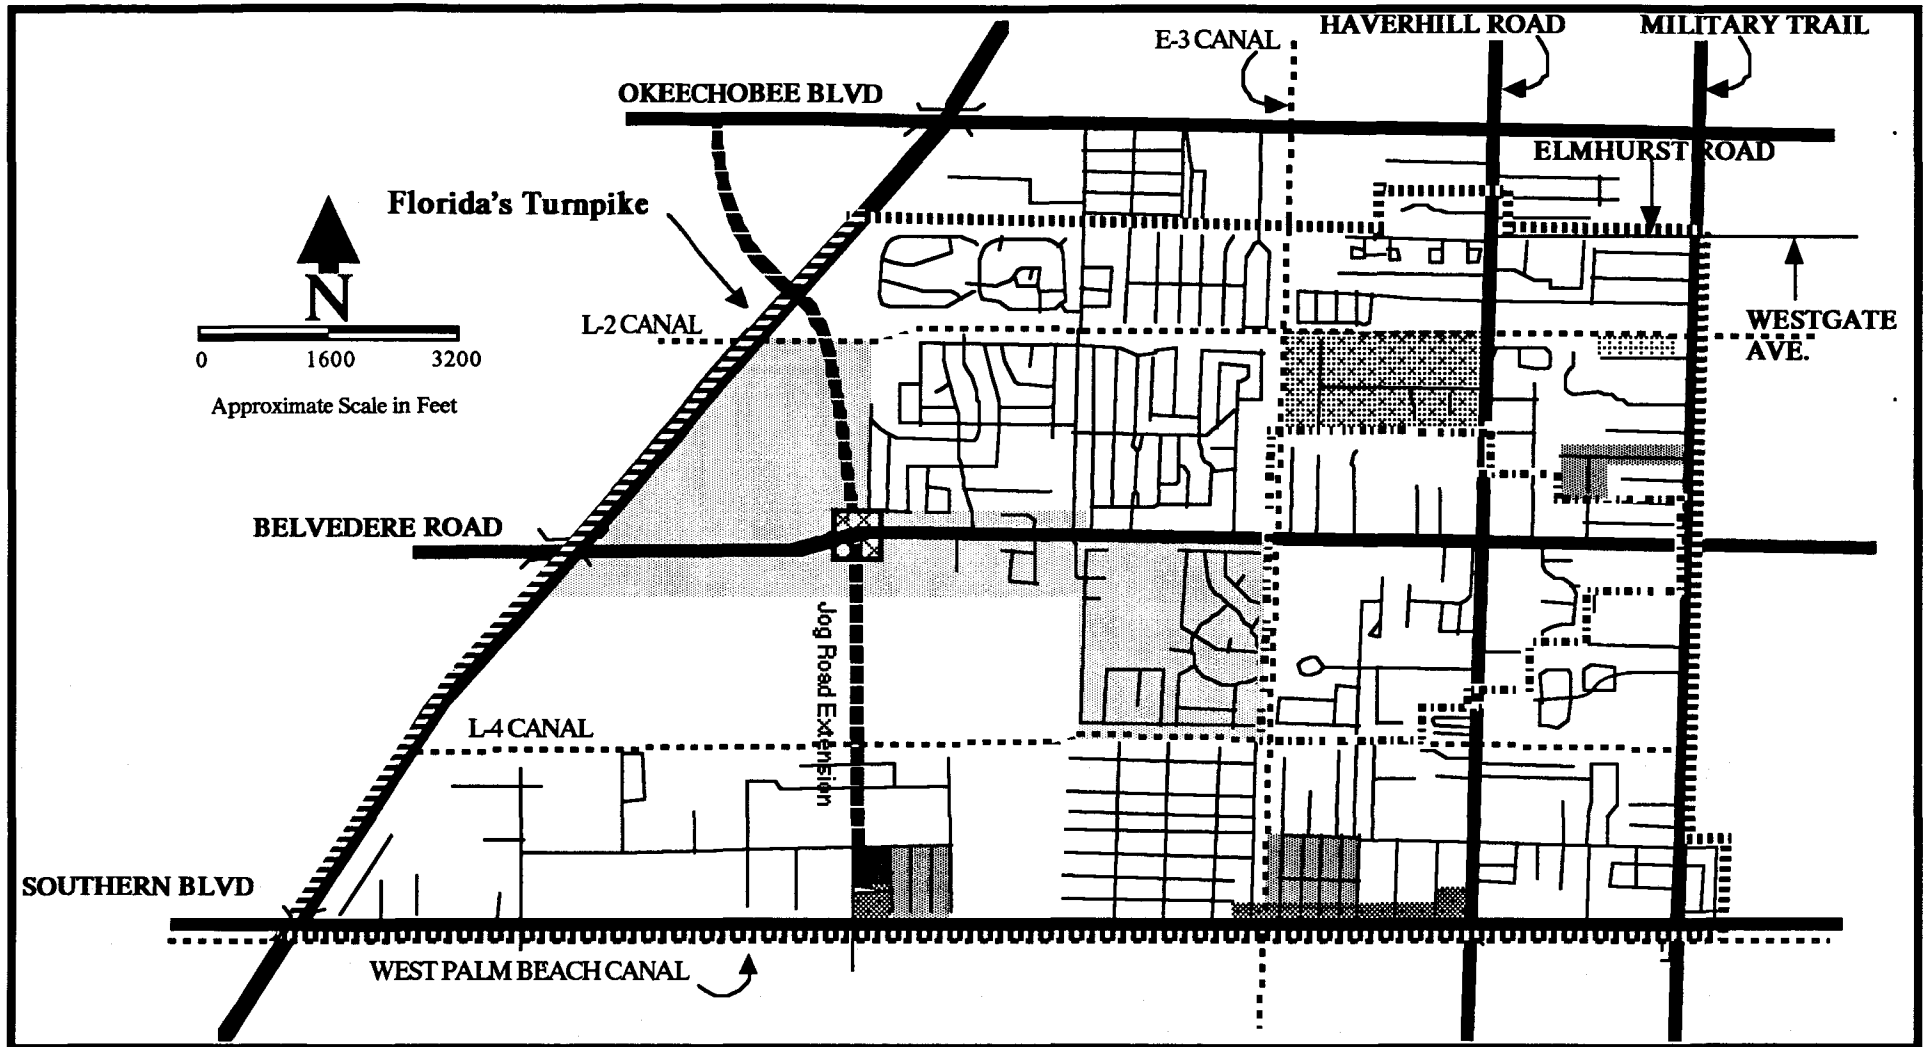 HAVERHILL ROAD
MILITARY TRAIL
E-3 CANAL
OKEECHOBEE BLVD
ELMHURST ROAD
Florida's Turnpike
N
L-2 CANAL
WESTGATE
AVE.
0 1600 3200
Approximate Scale in Feet
BELVEDERE ROAD
Jog Road Extension
L-4 CANAL
SOUTHERN BLVD
WEST PALM BEACH CANAL